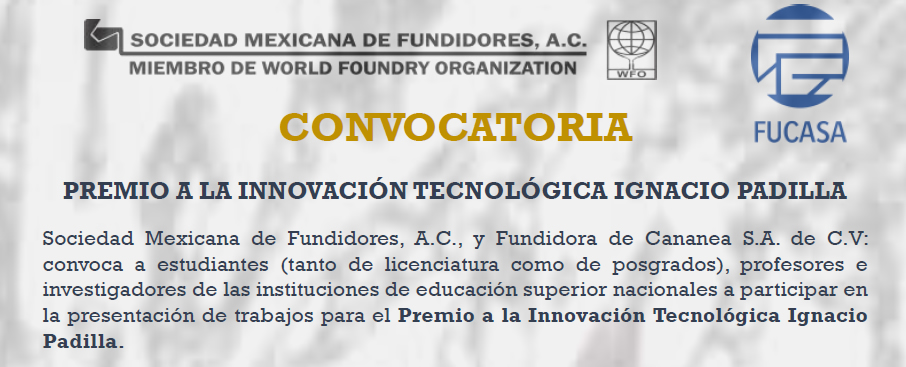 SOCIEDAD MEXICANA DE FUNDIDORES, A.C.
MIEMBRO DE WORLD FOUNDRY ORGANIZATION
WFO
FUCASA
CONVOCATORIA
PREMIO A LA INNOVACIÓN TECNOLÓGICA IGNACIO PADILLA
Sociedad Mexicana de Fundidores, A.C., y Fundidora de Cananea S.A. de C.V:
convoca a estudiantes (tanto de licenciatura como de posgrados), profesores e
investigadores de las instituciones de educación superior nacionales a participar en
la presentación de trabajos para el Premio a la Innovación Tecnológica Ignacio
Padilla.